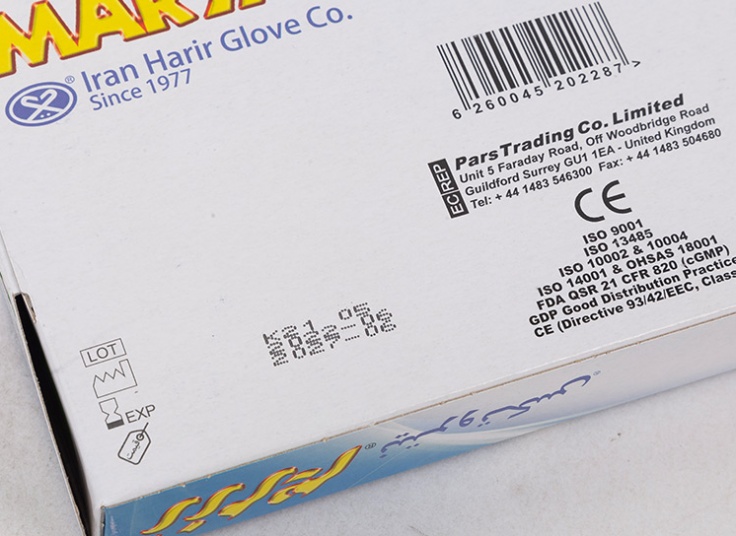 Iran Harir Glove Co.
Since 1977
6 260045 202287 >
EC REP
Pars Trading Co. Limited
Unit 5 Faraday Road, Off Woodbridge Road
Guildford Surrey GU1 1EA - United Kingdom
Tel: + 44 1483 546300 Fax: + 44 1483 504680
CE
ISO 9001
ISO 13485
ISO 10002 & 10004
ISO 14001 & OHSAS 18001
FDA QSR 21 CFR 820 (cGMP)
GDP Good Distribution Practice
CE (Directive 93/42/EEC, Class
K21 05
LOT
EXP
قیمت